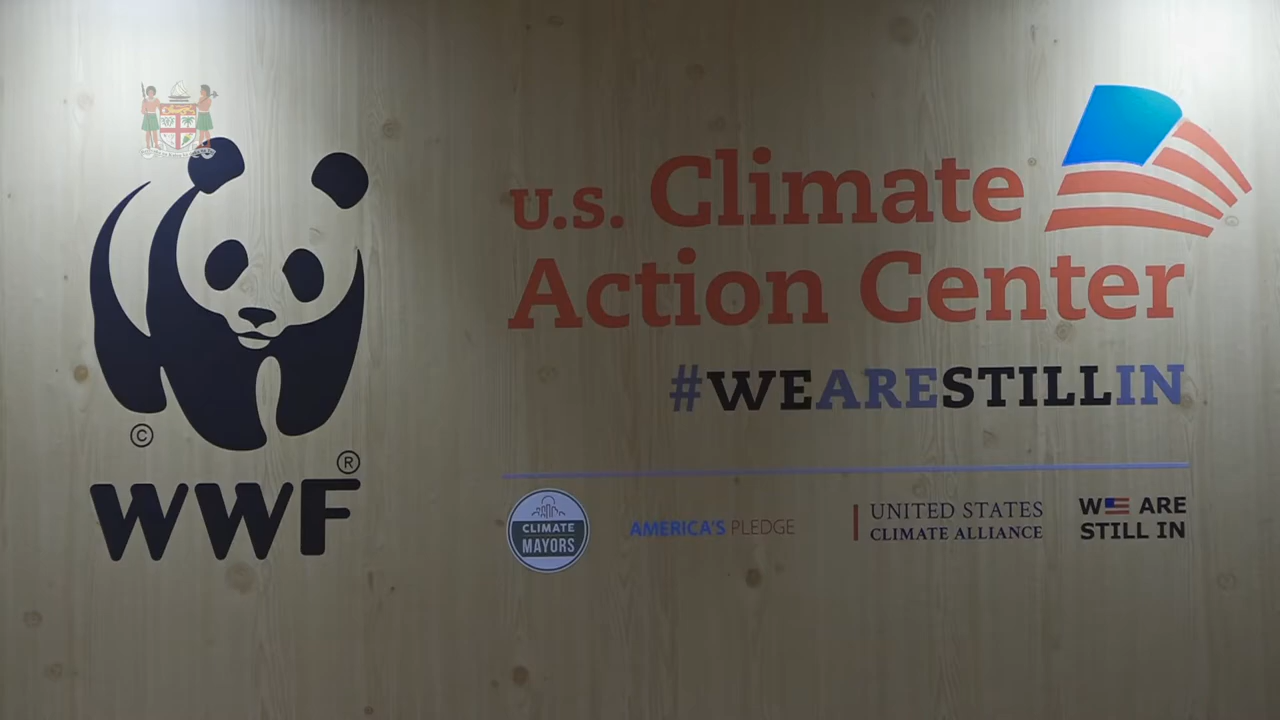 U.S. Climate
Action Center
#WEARESTILLIN
©
®
WWF
CLIMATE
MAYORS
AMERICA'S PLEDGE
UNITED STATES
CLIMATE ALLIANCE
WE ARE
STILL IN